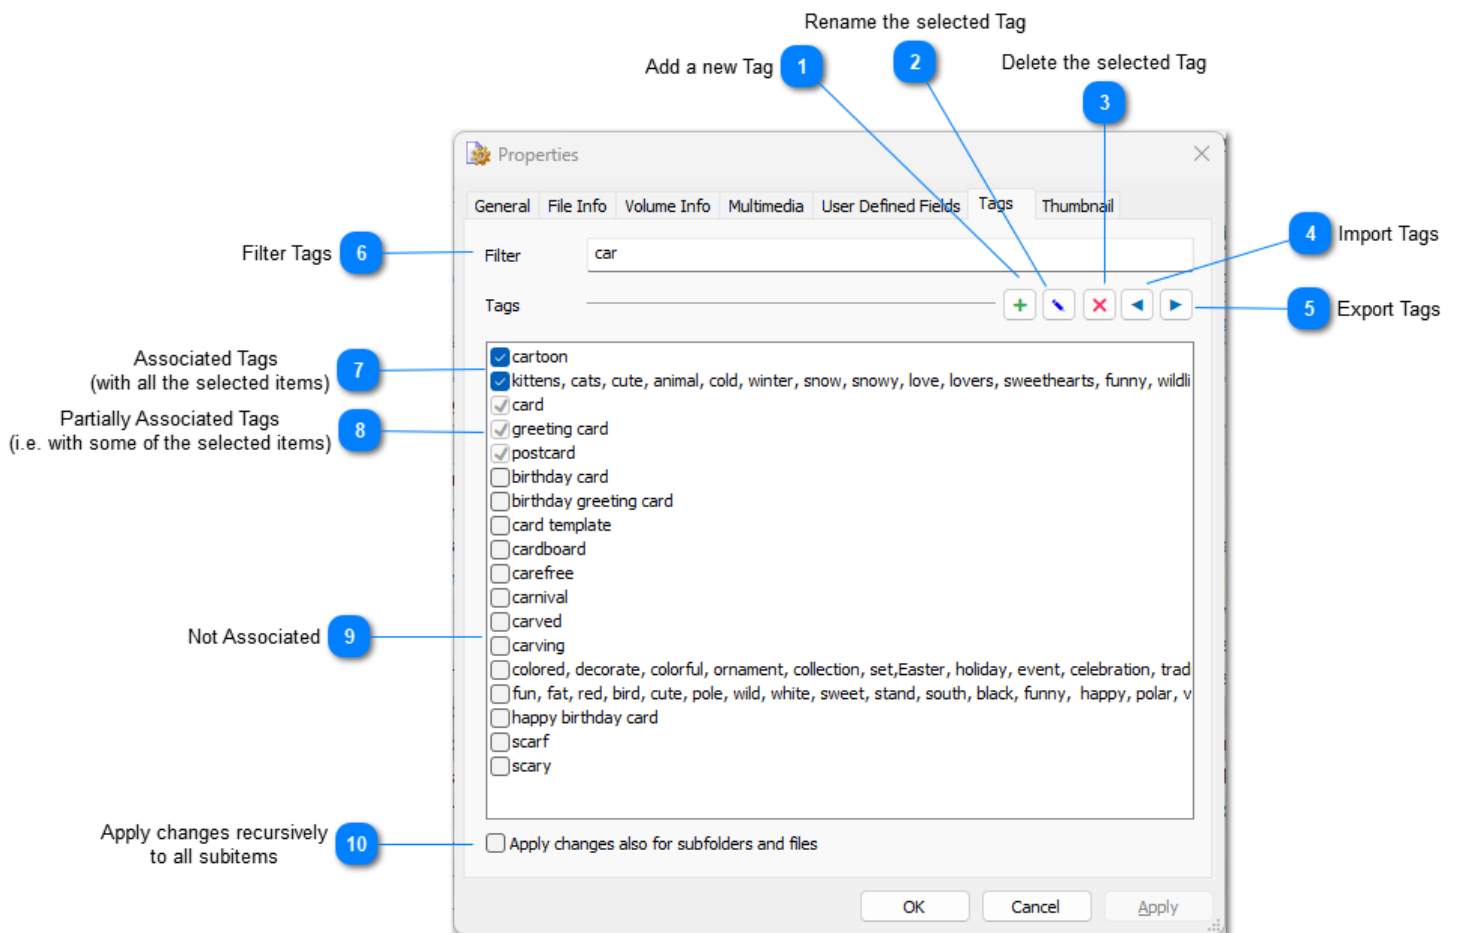 Rename the selected Tag
2
Add a new Tag
1
Delete the selected Tag
3
Properties
General File Info Volume Info Multimedia User Defined Fields Tags Thumbnail
4
Import Tags
Filter Tags
6
Filter
car
Tags
5
Export Tags
Associated Tags
(with all the selected items)
7
cartoon
kittens, cats, cute, animal, cold, winter, snow, snowy, love, lovers, sweethearts, funny, wildli
Partially Associated Tags
(i.e. with some of the selected items)
8
card
greeting card
postcard
birthday card
birthday greeting card
card template
cardboard
carefree
carnival
carved
Not Associated
9
carving
colored, decorate, colorful, ornament, collection, set,Easter, holiday, event, celebration, trad
fun, fat, red, bird, cute, pole, wild, white, sweet, stand, south, black, funny, happy, polar, v
happy birthday card
scarf
scary
Apply changes recursively
to all subitems
10
Apply changes also for subfolders and files
OK Cancel Apply